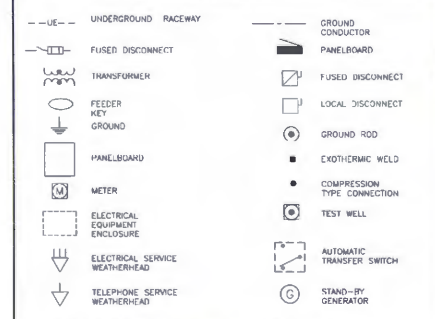 --UE-- UNDERGROUND RACEWAY
FUSED DISCONNECT
TRANSFORMER
FEEDER
KEY
GROUND
PANELBOARD
M METER
ELECTRICAL
EQUIPMENT
ENCLOSURE
ELECTRICAL SERVICE
WEATHERHEAD
TELEPHONE SERVICE
WEATHERHEAD
GROUND
CONDUCTOR
PANELBOARD
FUSED DISCONNECT
LOCAL DISCONNECT
GROUND ROD
EXOTHERMIC WELD
COMPRESSION
TYPE CONNECTION
TEST WELL
AUTOMATIC
TRANSFER SWITCH
G STAND-BY
GENERATOR